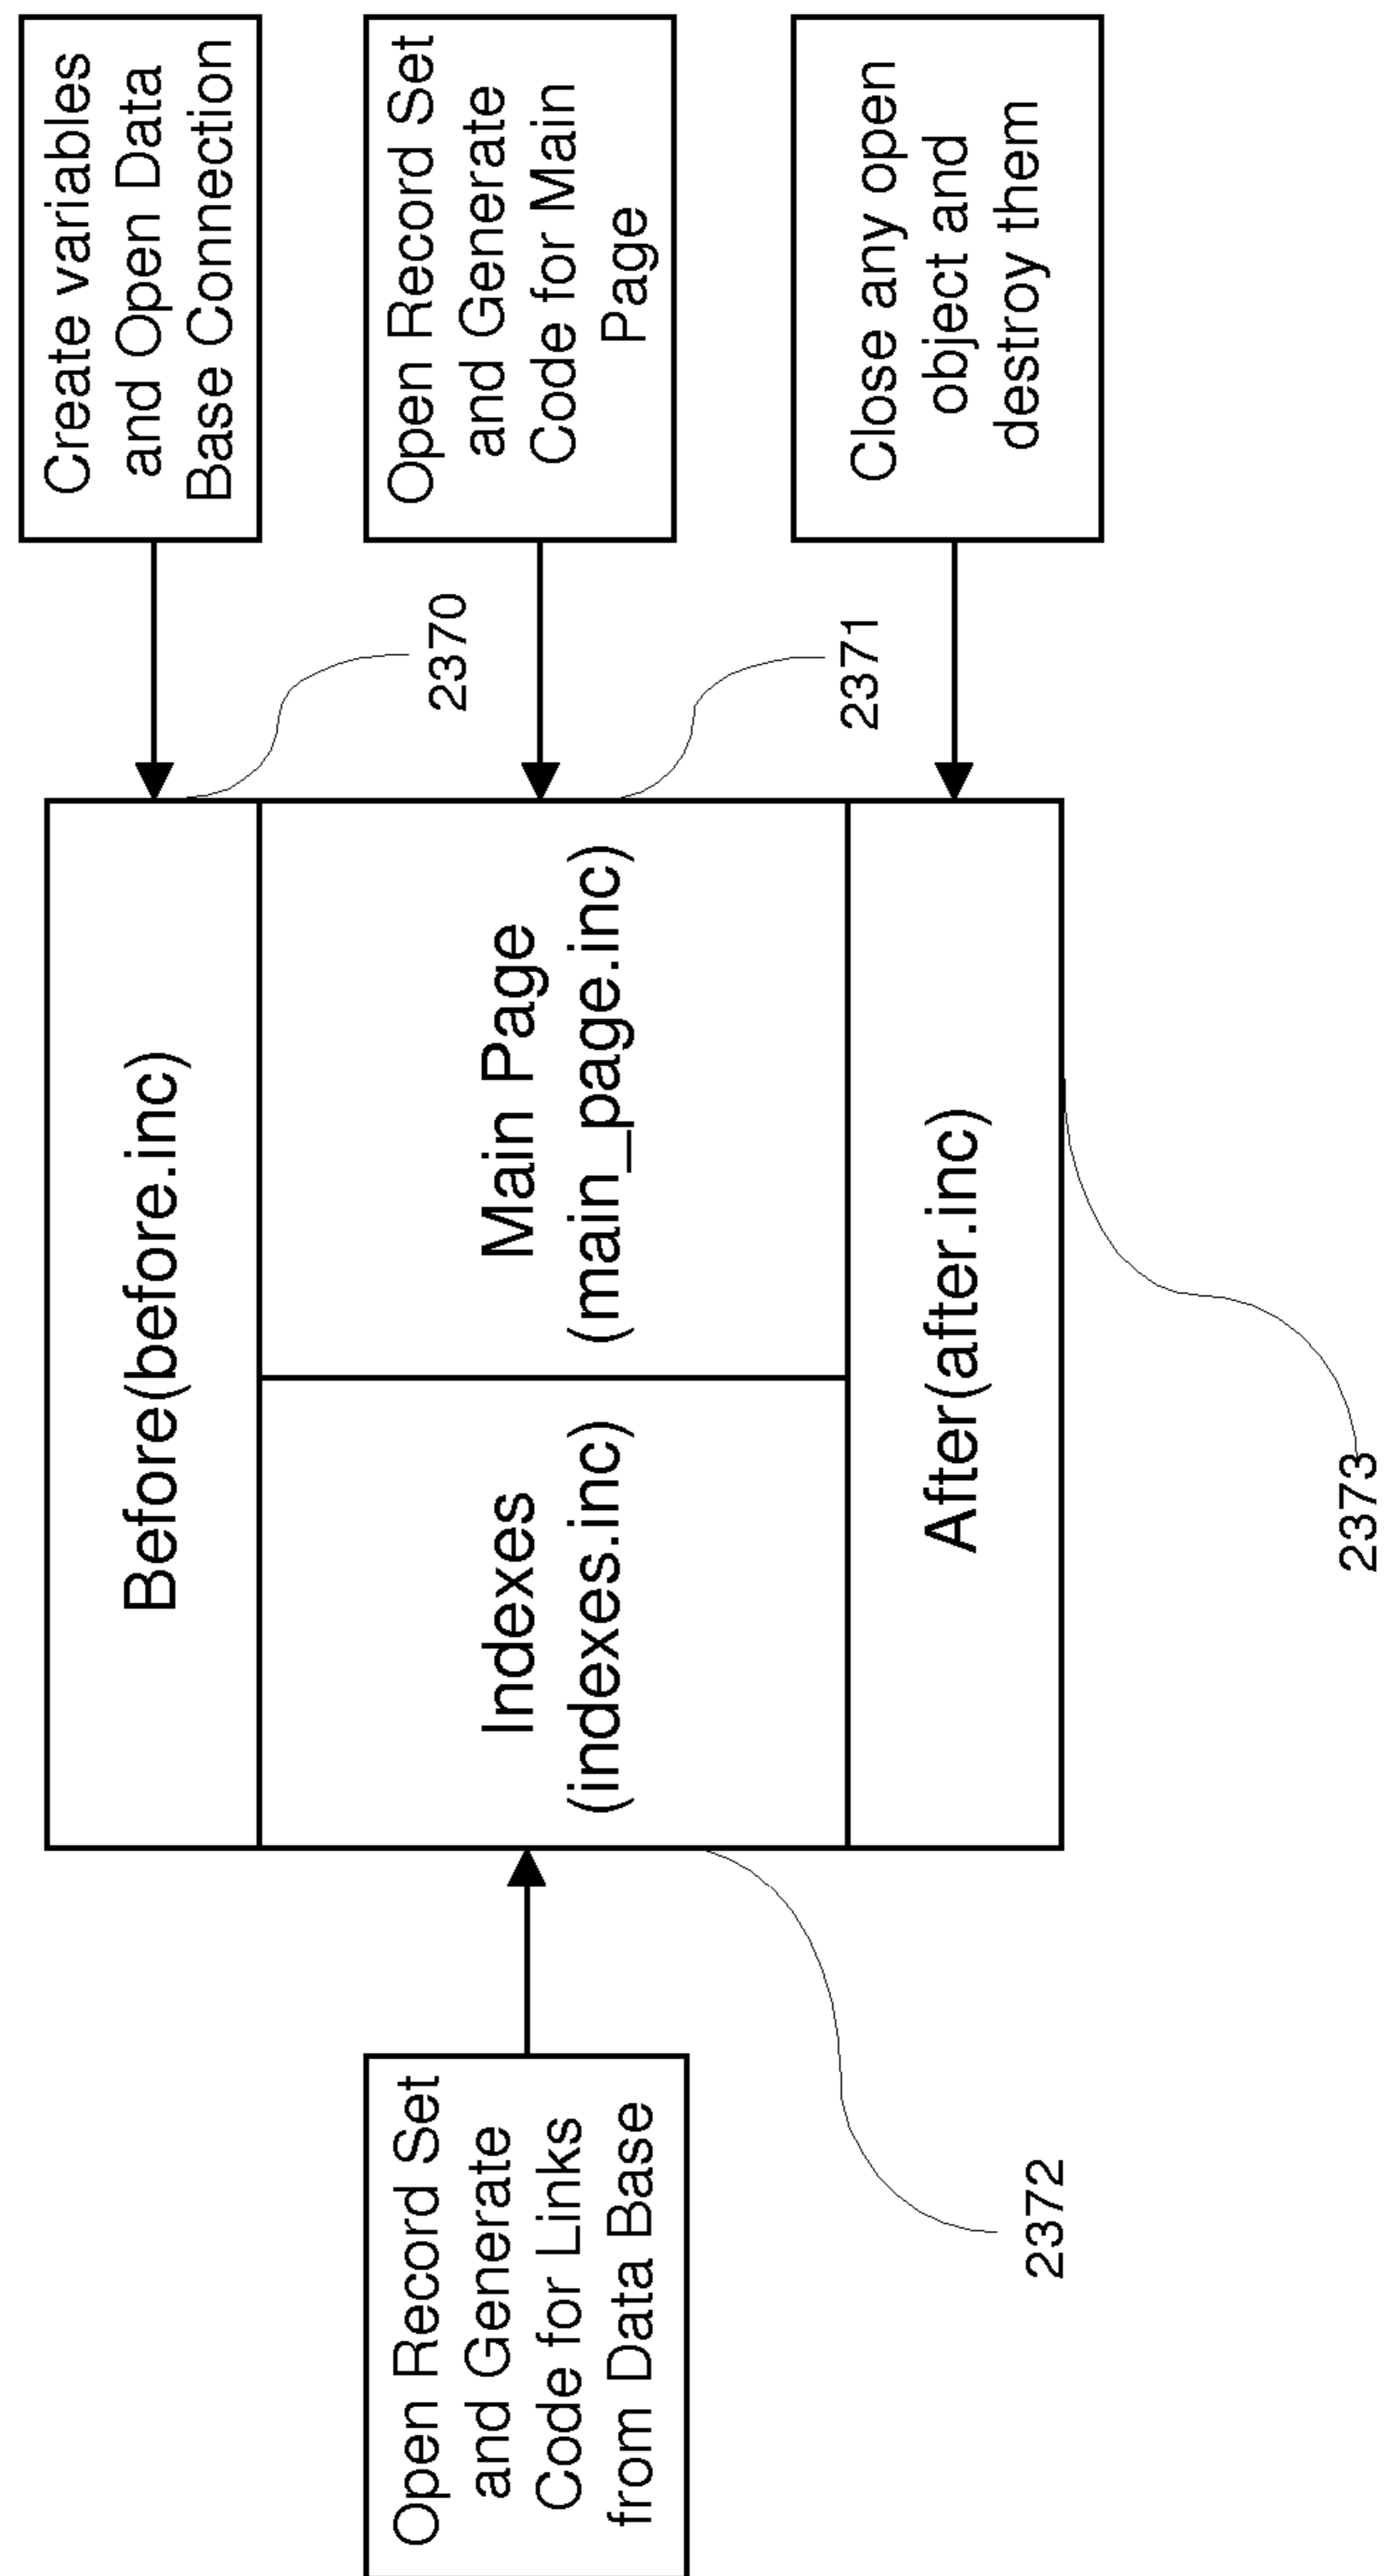 Create variables
and Open Data
Base Connection
Open Record Set
and Generate
Code for Main
Page
Close any open
object and
destroy them
2370
2371
Before(before.inc)
Main Page
(main_page.inc)
Indexes
(indexes.inc)
After(after.inc)
2373
Open Record Set
and Generate
Code for Links
from Data Base
2372